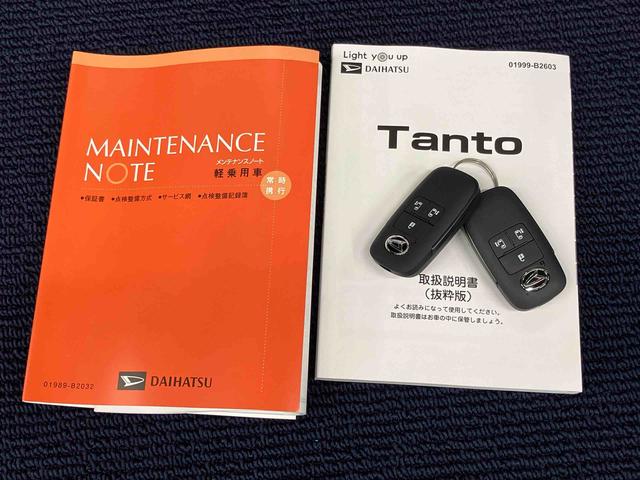 MAINTENANCE
NOTE
メンテナンスノート
軽乗用車
常時
携行
•保証書 •点検整備方式 •サービス網 •点検整備記録簿
01989-B2032
DAIHATSU
Light you up
DAIHATSU
01999-B2603
Tanto
取扱説明書
(抜粋版)
よくお読みになって使用してください。
取扱説明書はお車の中に保管しましょう。